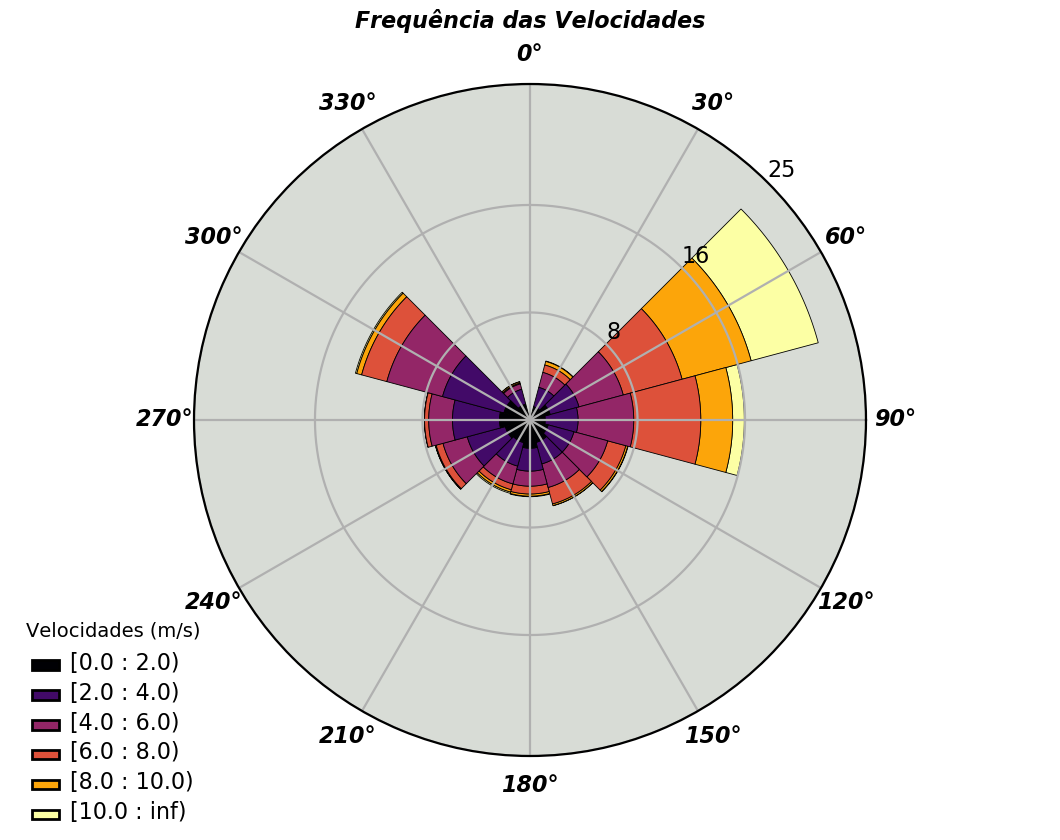 Frequência das Velocidades
0°
330°
30°
25
300°
60°
16
8
270°
90°
240°
120°
210°
150°
180°
Velocidades (m/s)
[0.0 : 2.0)
[2.0 : 4.0)
[4.0 : 6.0)
[6.0 : 8.0)
[8.0 : 10.0)
[10.0 : inf)